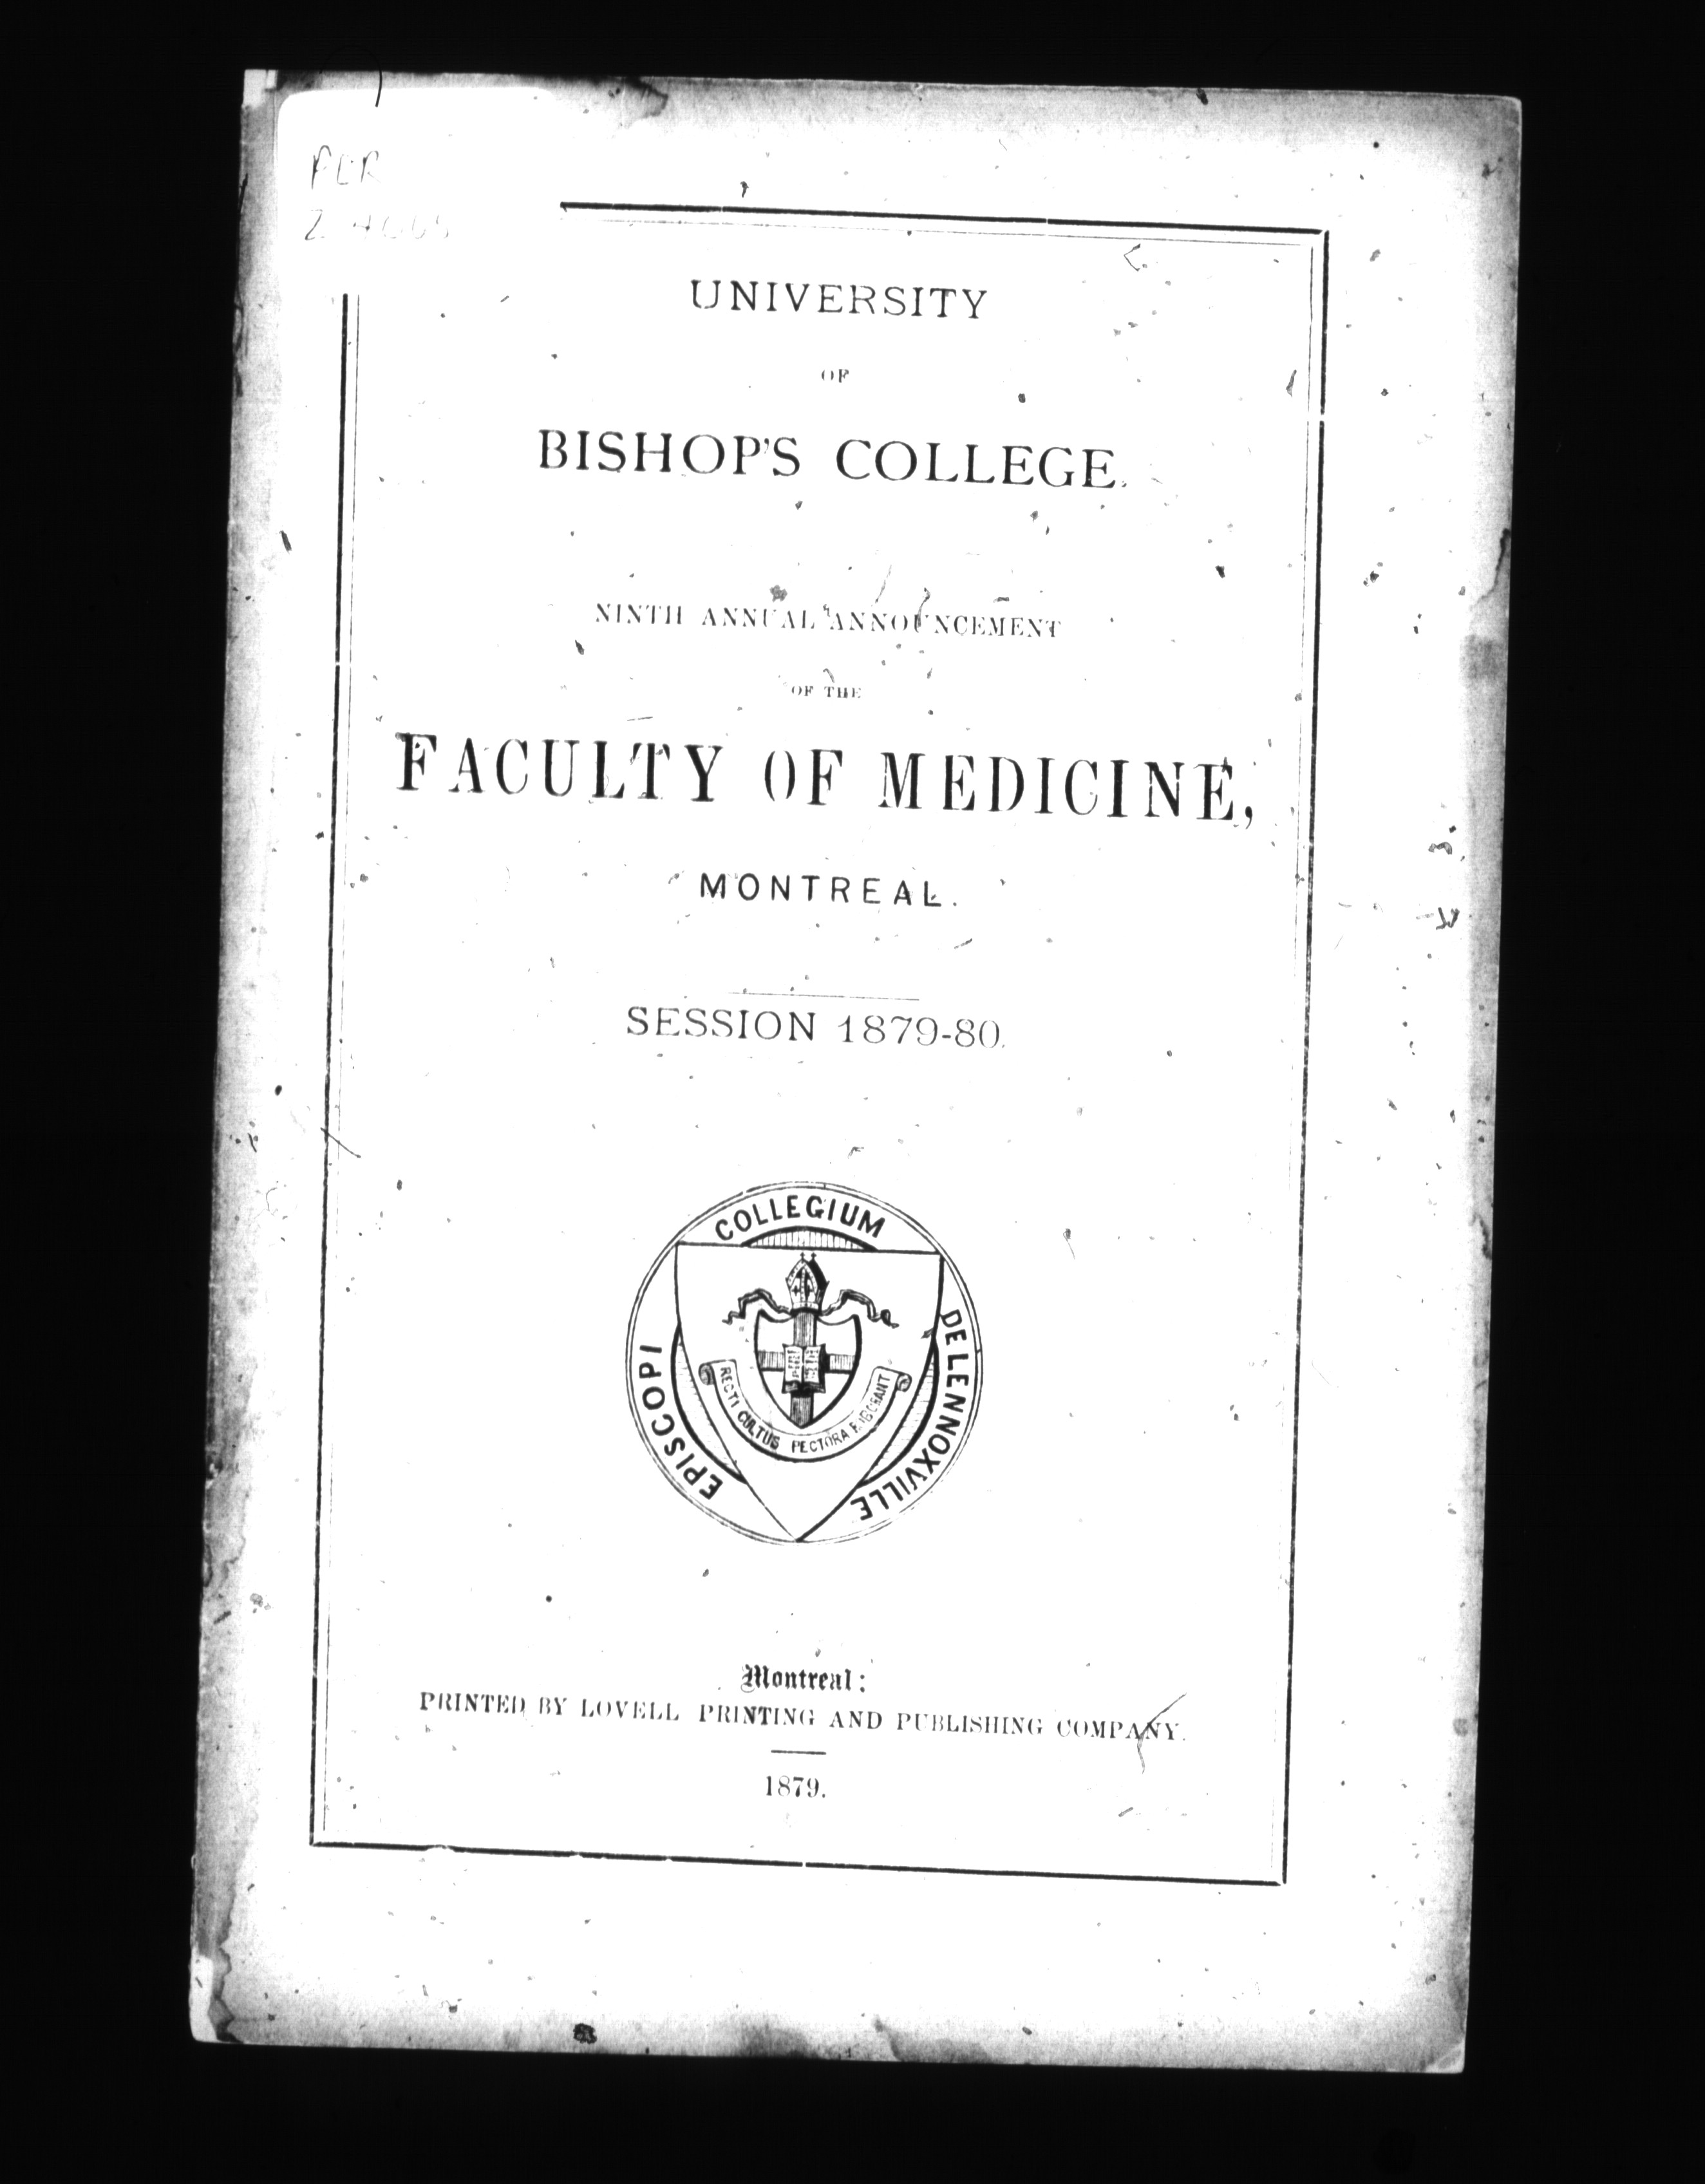 PER
UNIVERSITY
OF
BISHOP'S COLLEGE.
NINTH ANNUAL ANNOUNCEMENT
OF THE
FACULTY OF MEDICINE,
MONTREAL.
SESSION 1879-80.
COLLEGIUM
EPISCOPI
DE LENNOXVILLE
RECTI CULTUS PECTORA ROBORANT
Montreal:
PRINTED BY LOVELL PRINTING AND PUBLISHING COMPANY.
1879.